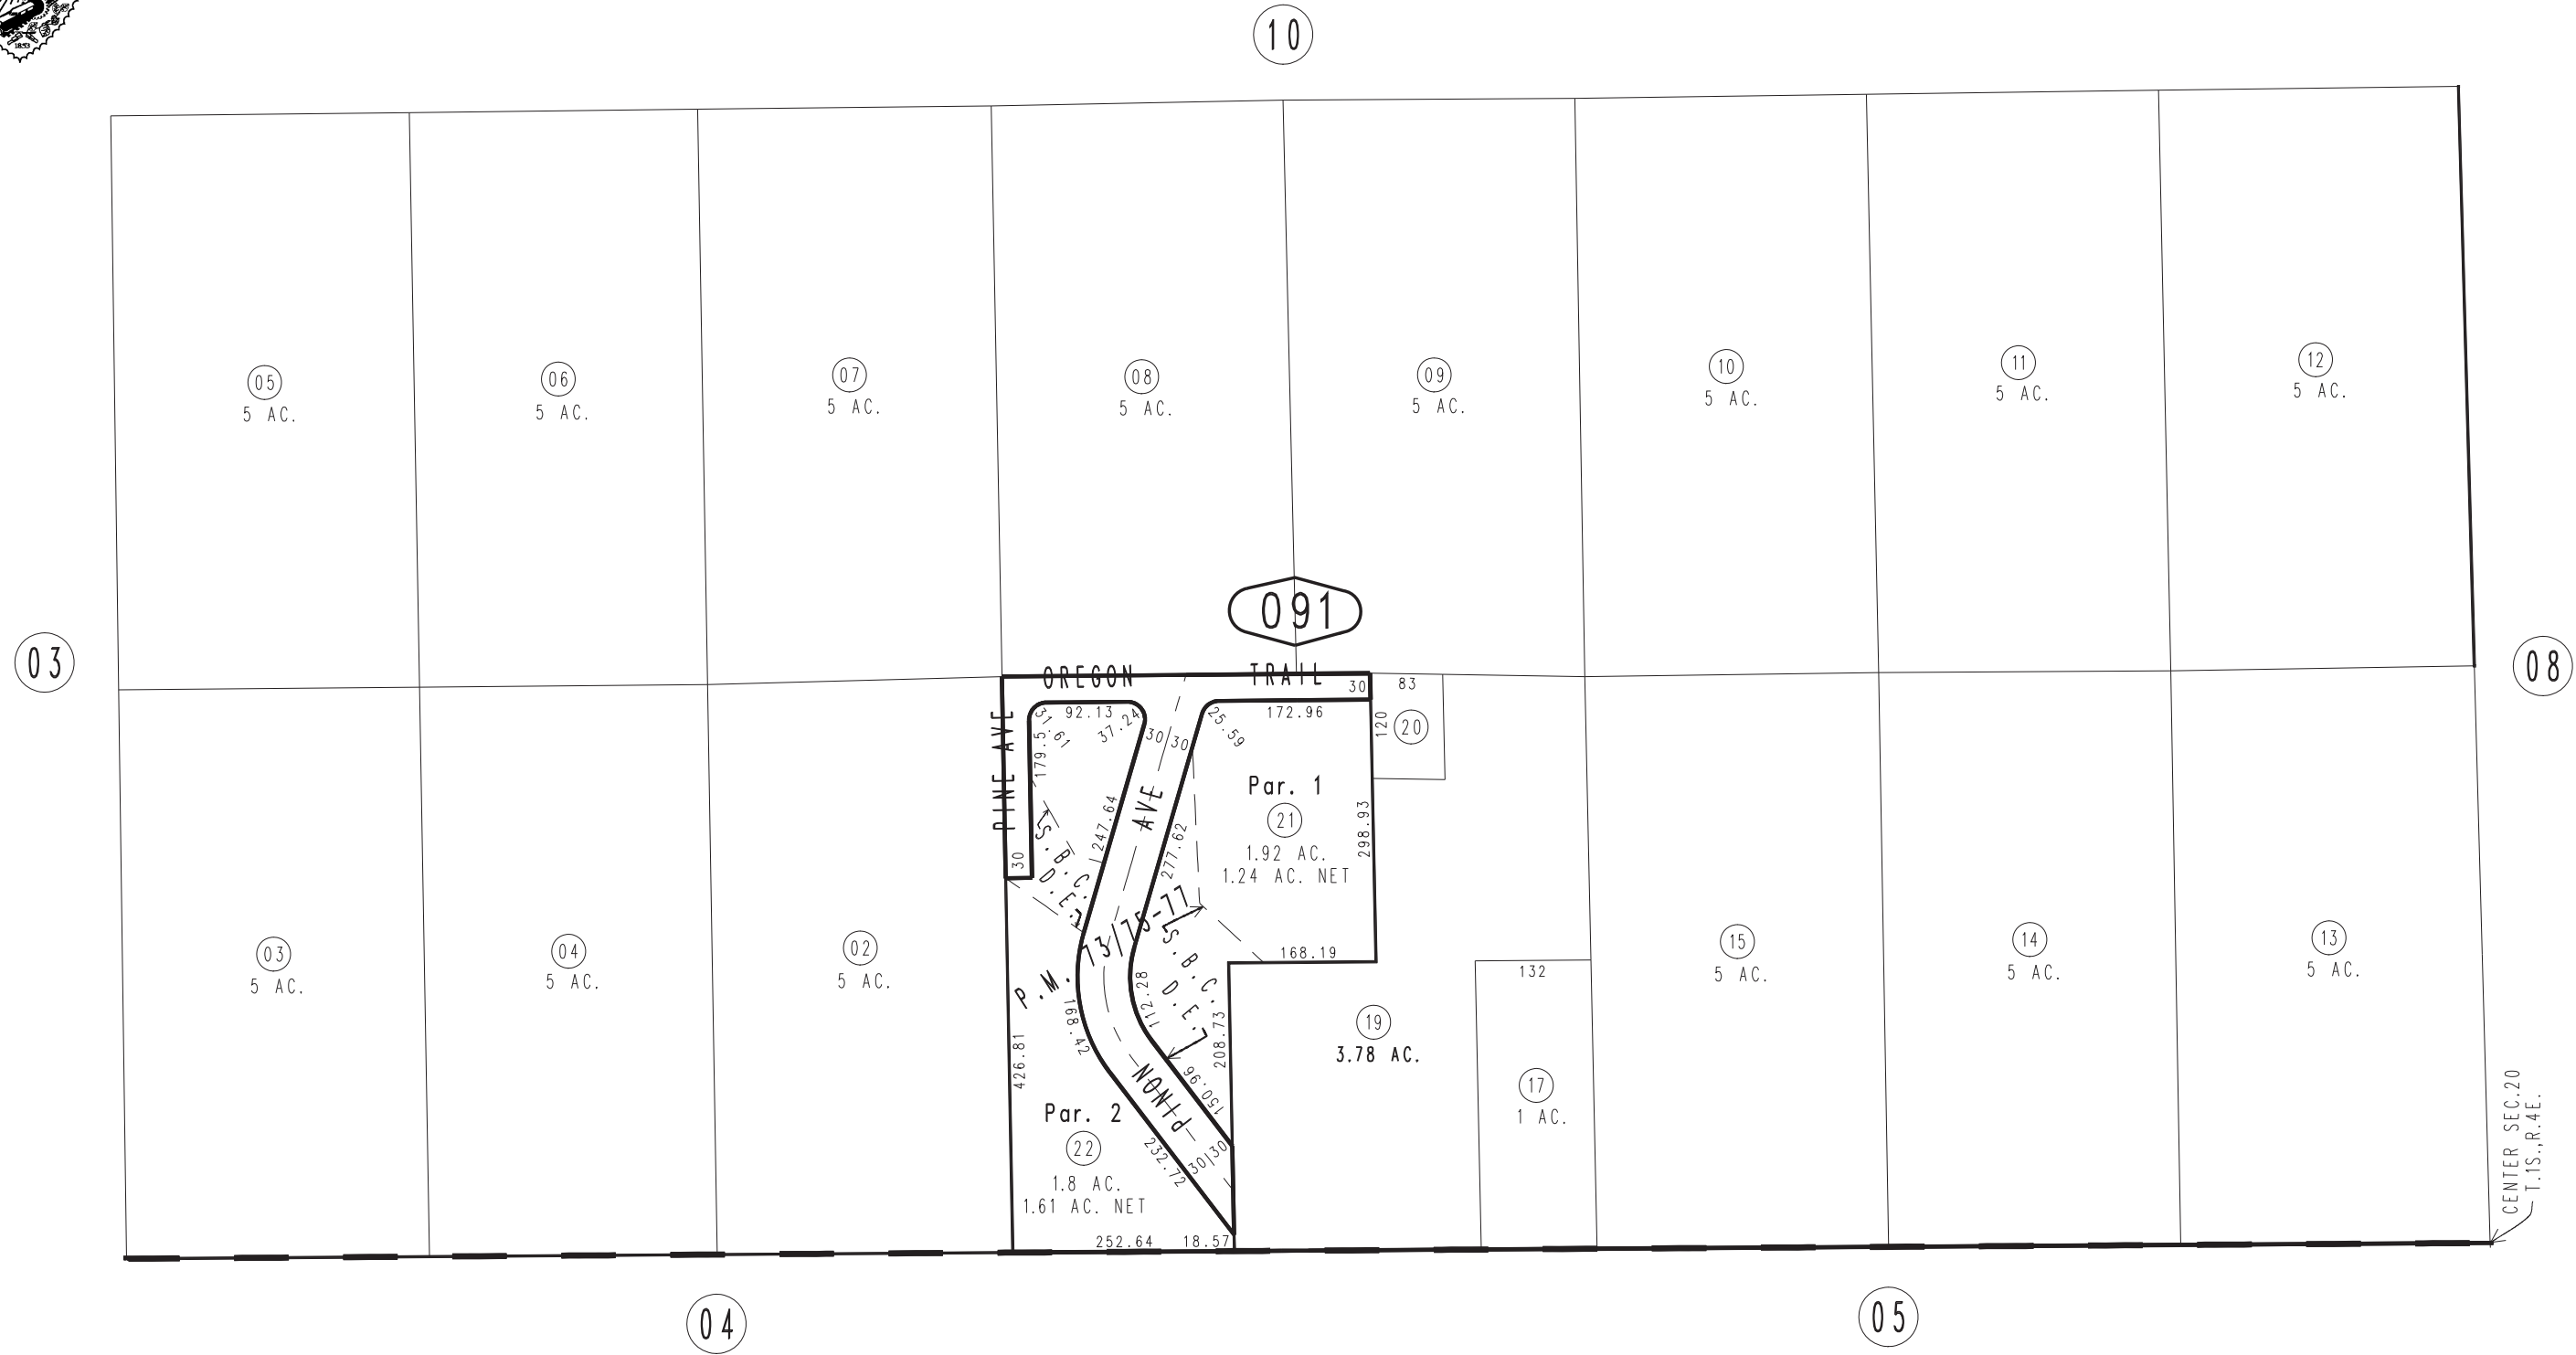 1853
10
05
5 AC.
06
5 AC.
07
5 AC.
08
5 AC.
09
5 AC.
10
5 AC.
11
5 AC.
12
5 AC.
091
03
08
OREGON TRAIL
30
83
120
20
PINE AVE
31.61
92.13
37.24
179.5
30
30
25.59
172.96
Par. 1
21
1.92 AC.
1.24 AC. NET
298.93
247.64
AVE
277.62
30
S.B.C.
D.E.
P.M. 73/75-77
S.B.C.
D.E.
168.19
03
5 AC.
04
5 AC.
02
5 AC.
168.42
112.28
208.73
426.81
150.96
PINON
Par. 2
22
1.8 AC.
1.61 AC. NET
232.72
30
30
252.64
18.57
19
3.78 AC.
132
17
1 AC.
15
5 AC.
14
5 AC.
13
5 AC.
CENTER SEC.20
T.1S.,R.4E.
04
05